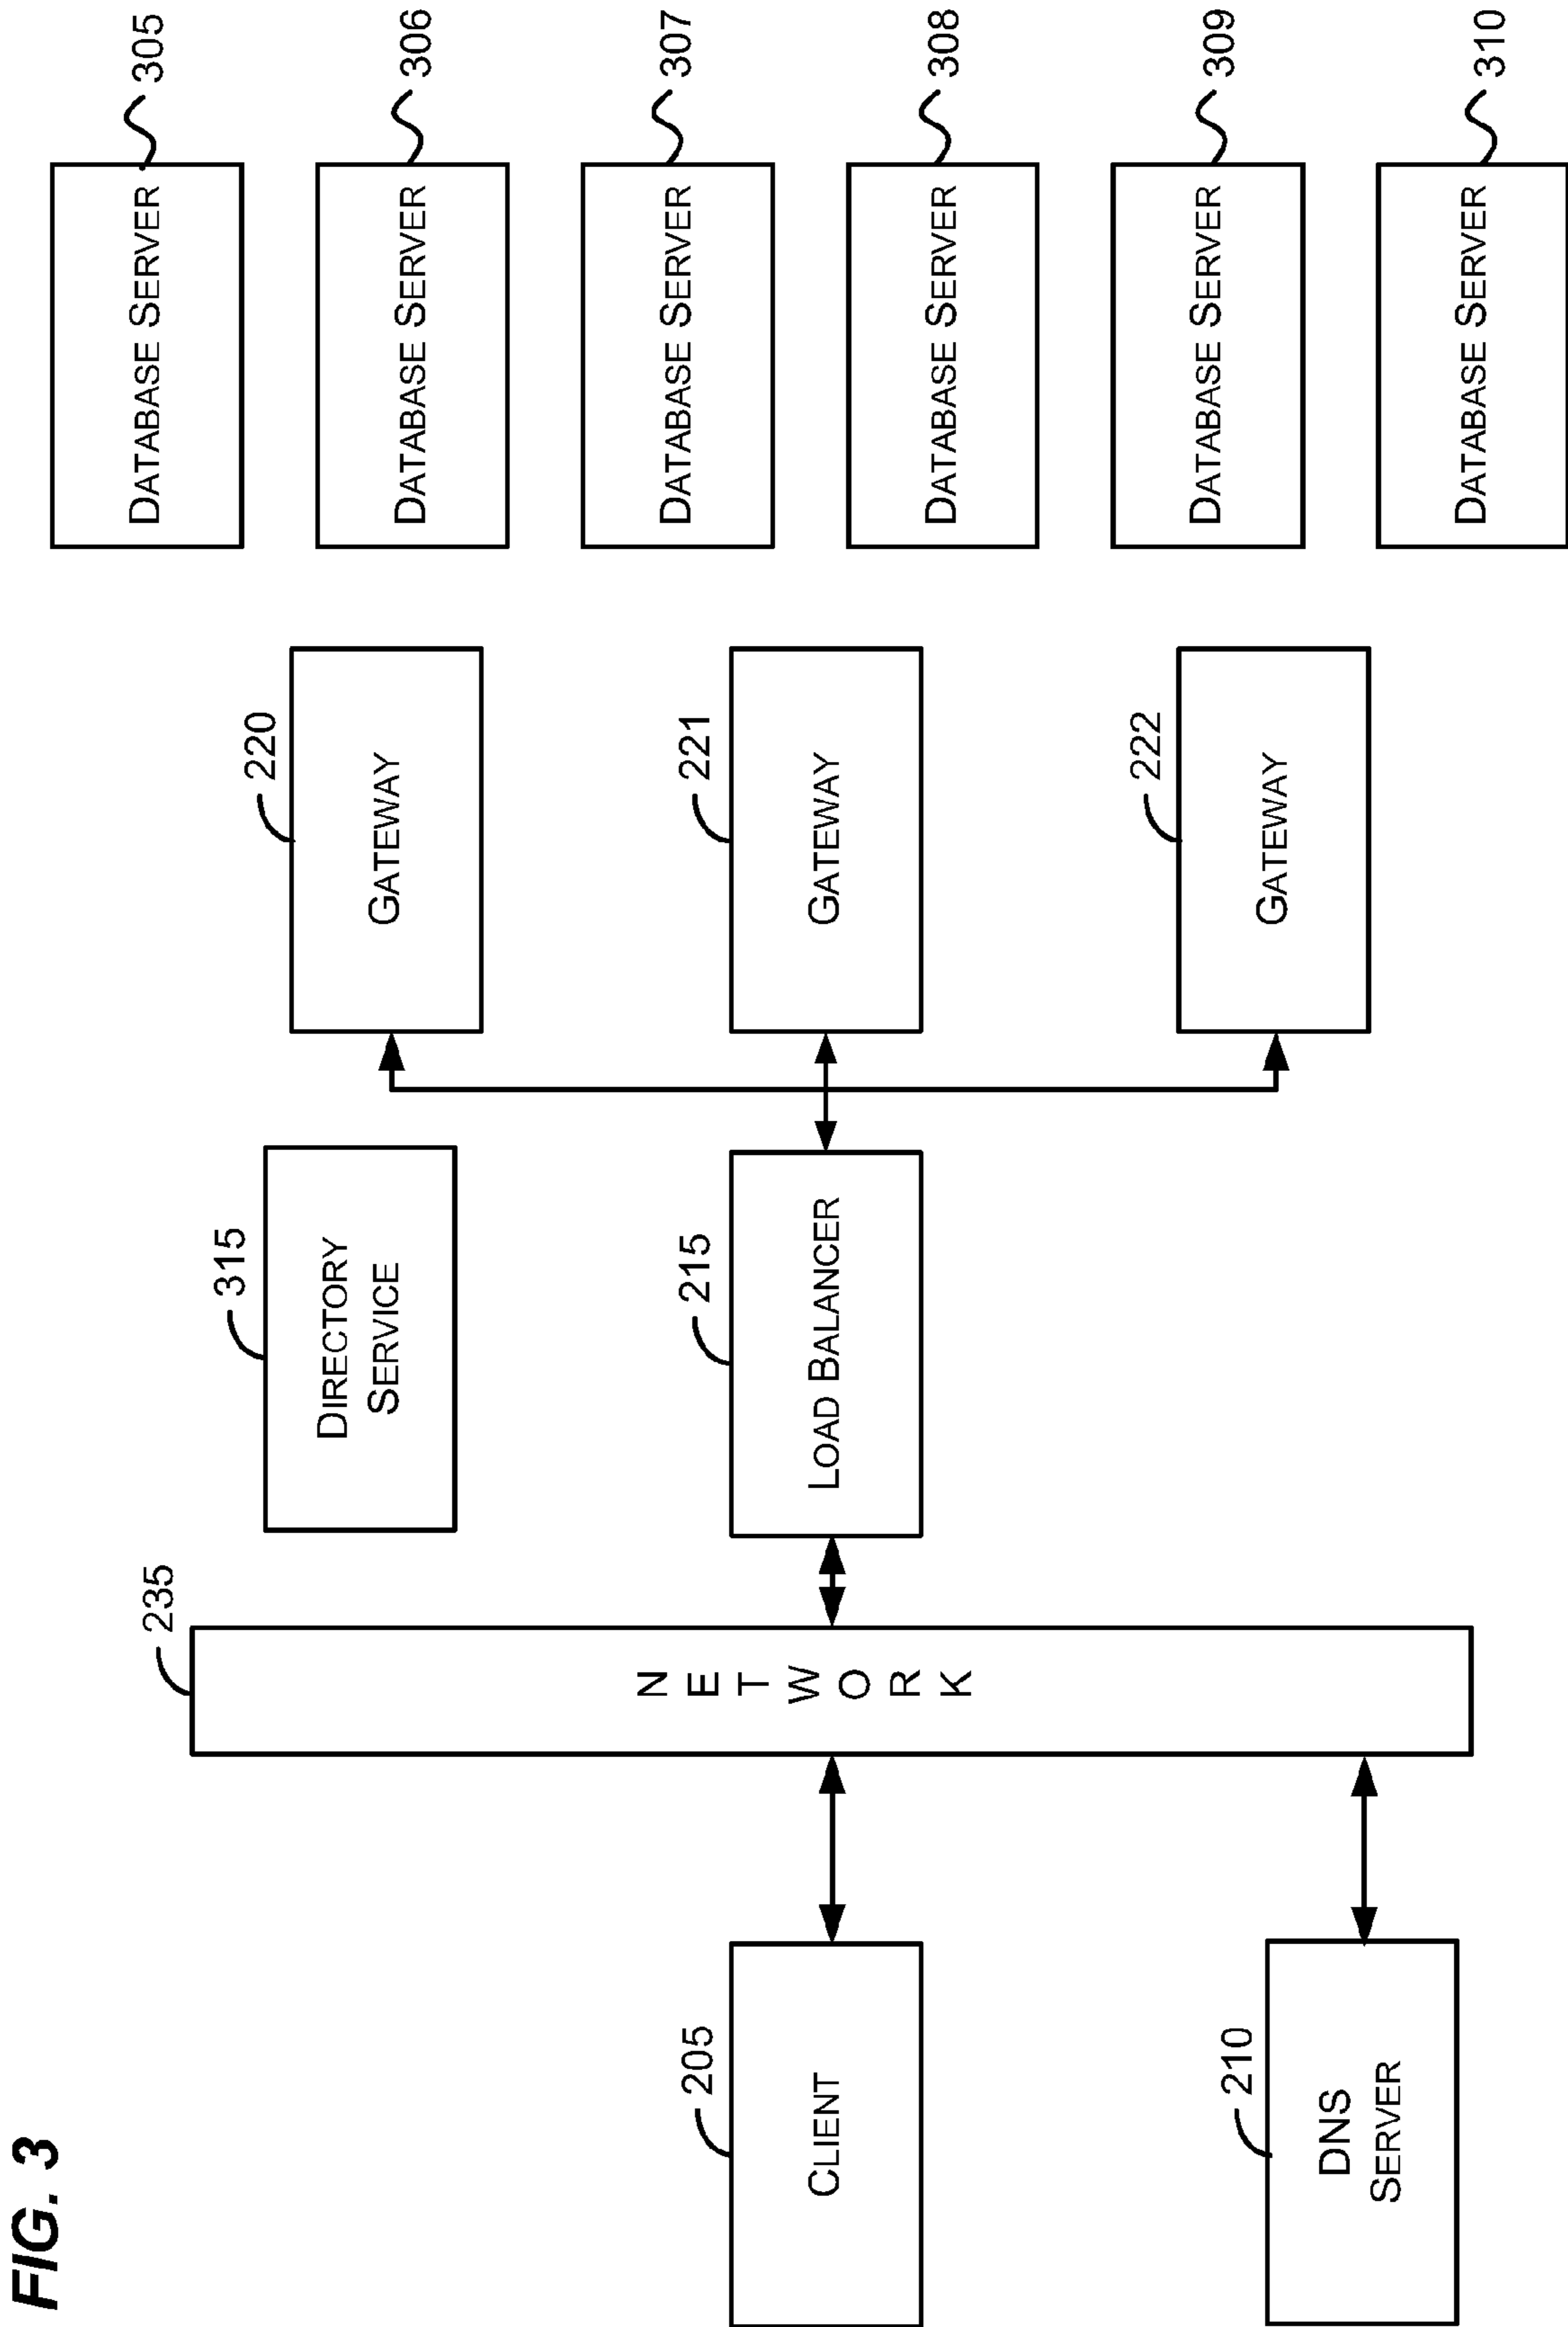 FIG. 3
CLIENT
205
DNS
SERVER
210
NETWORK
235
DIRECTORY
SERVICE
315
LOAD BALANCER
215
GATEWAY
220
GATEWAY
221
GATEWAY
222
DATABASE SERVER
305
DATABASE SERVER
306
DATABASE SERVER
307
DATABASE SERVER
308
DATABASE SERVER
309
DATABASE SERVER
310